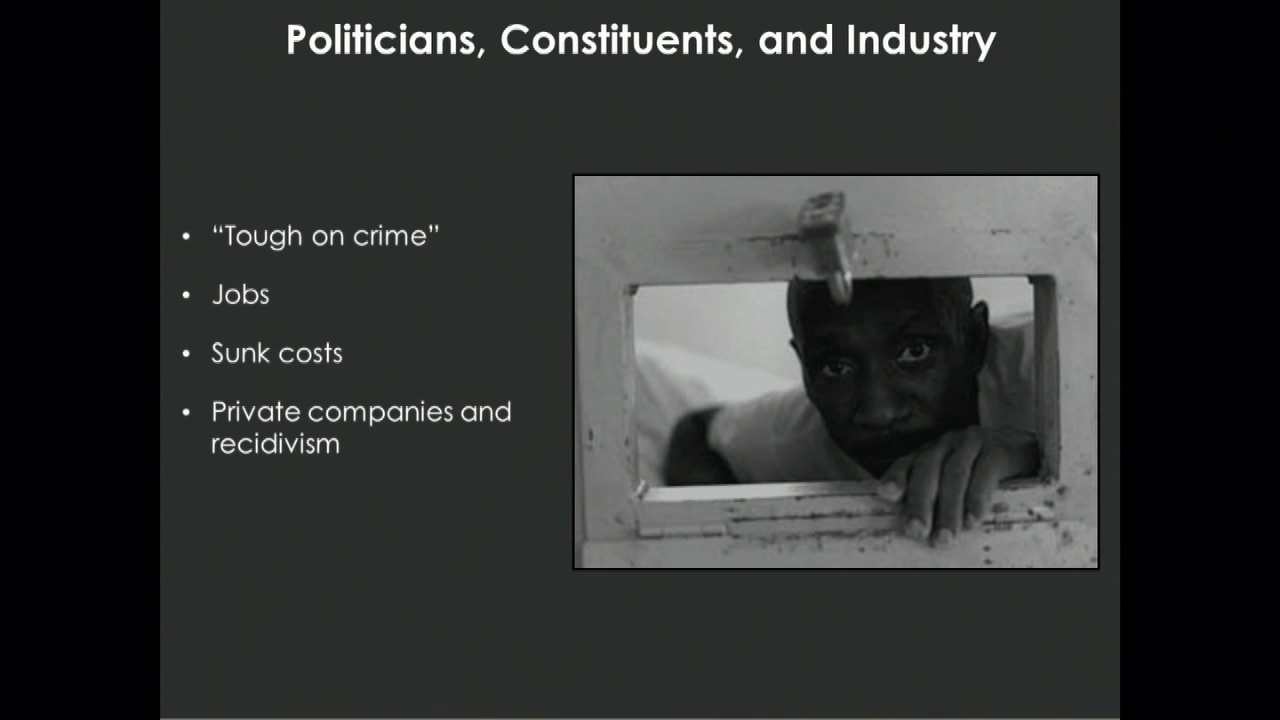 Politicians, Constituents, and Industry
• “Tough on crime”
• Jobs
• Sunk costs
• Private companies and
recidivism